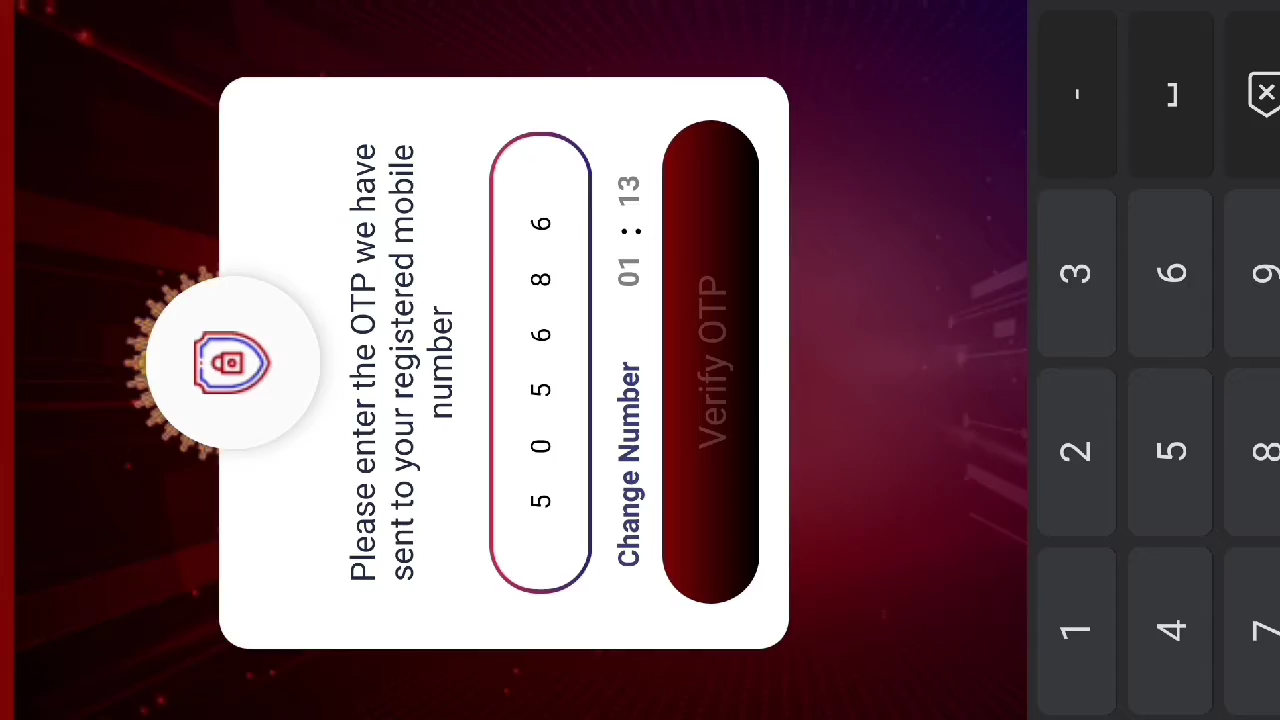 Please enter the OTP we have
sent to your registered mobile
number
5 0 5 6 8 6
Change Number 01 : 13
Verify OTP
1 2 3 -
4 5 6
7 8 9